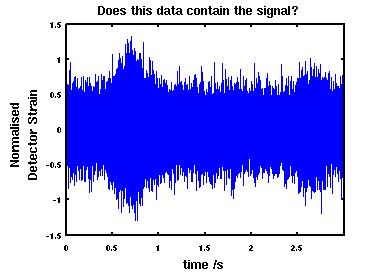 Does this data contain the signal?
1.5
1
0.5
0
-0.5
-1
-1.5
Normalised
Detector Strain
0 0.5 1 1.5 2 2.5
time /s